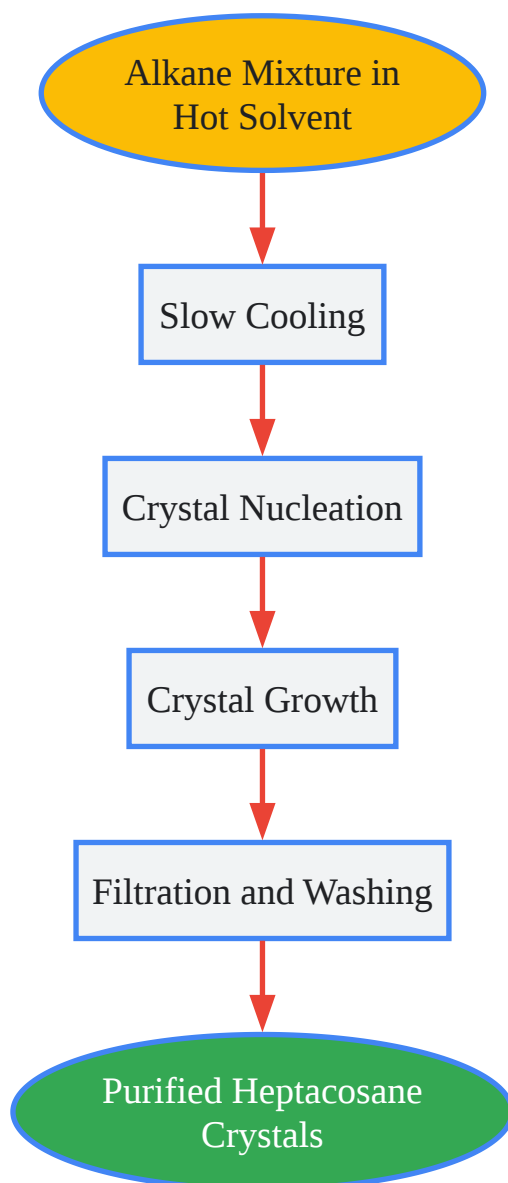 Alkane Mixture in
Hot Solvent
Slow Cooling
Crystal Nucleation
Crystal Growth
Filtration and Washing
Purified Heptacosane
Crystals